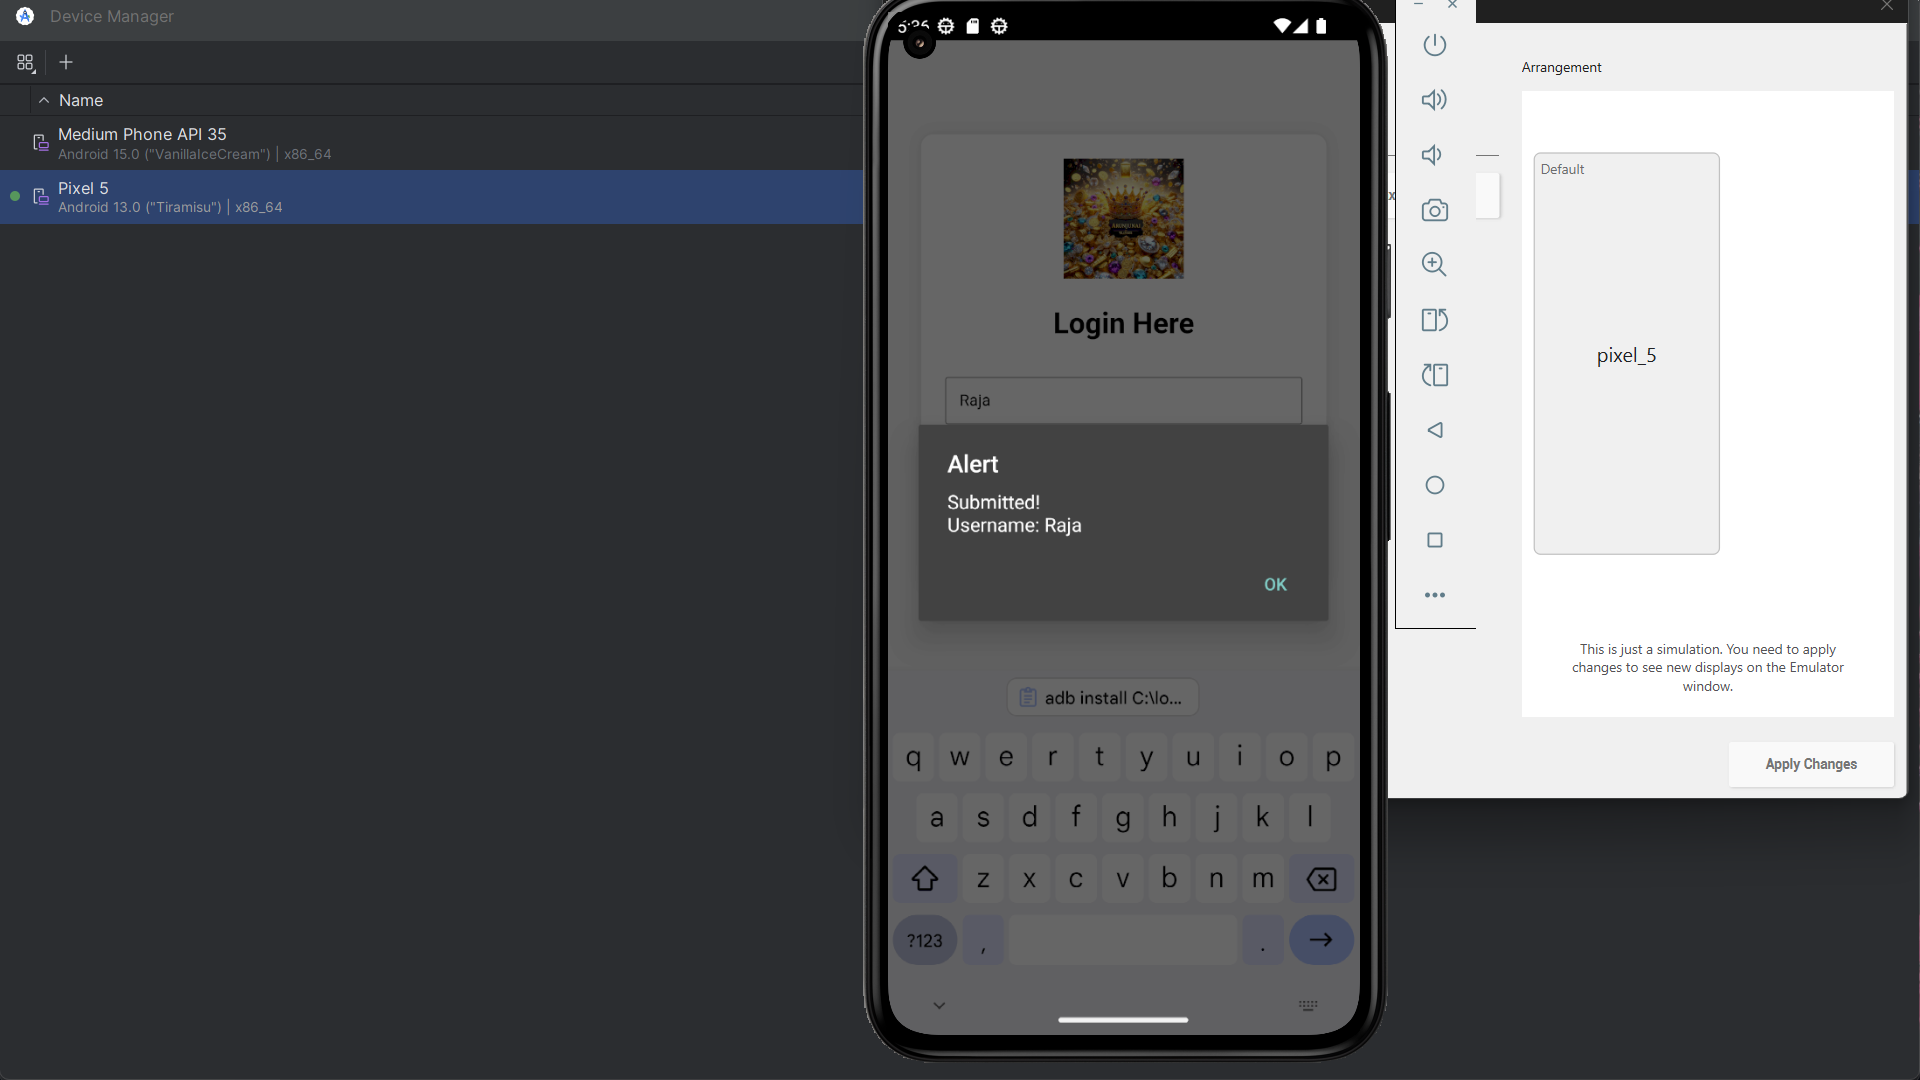 Device Manager
Name
Medium Phone API 35
Android 15.0 ("VanillaIceCream") | x86_64
Pixel 5
Android 13.0 ("Tiramisu") | x86_64
5:36
Login Here
Raja
Alert
Submitted!
Username: Raja
OK
adb install C:\lo...
q w e r t y u i o p
a s d f g h j k l
z x c v b n m
?123 , .
Arrangement
Default
pixel_5
This is just a simulation. You need to apply
changes to see new displays on the Emulator
window.
Apply Changes